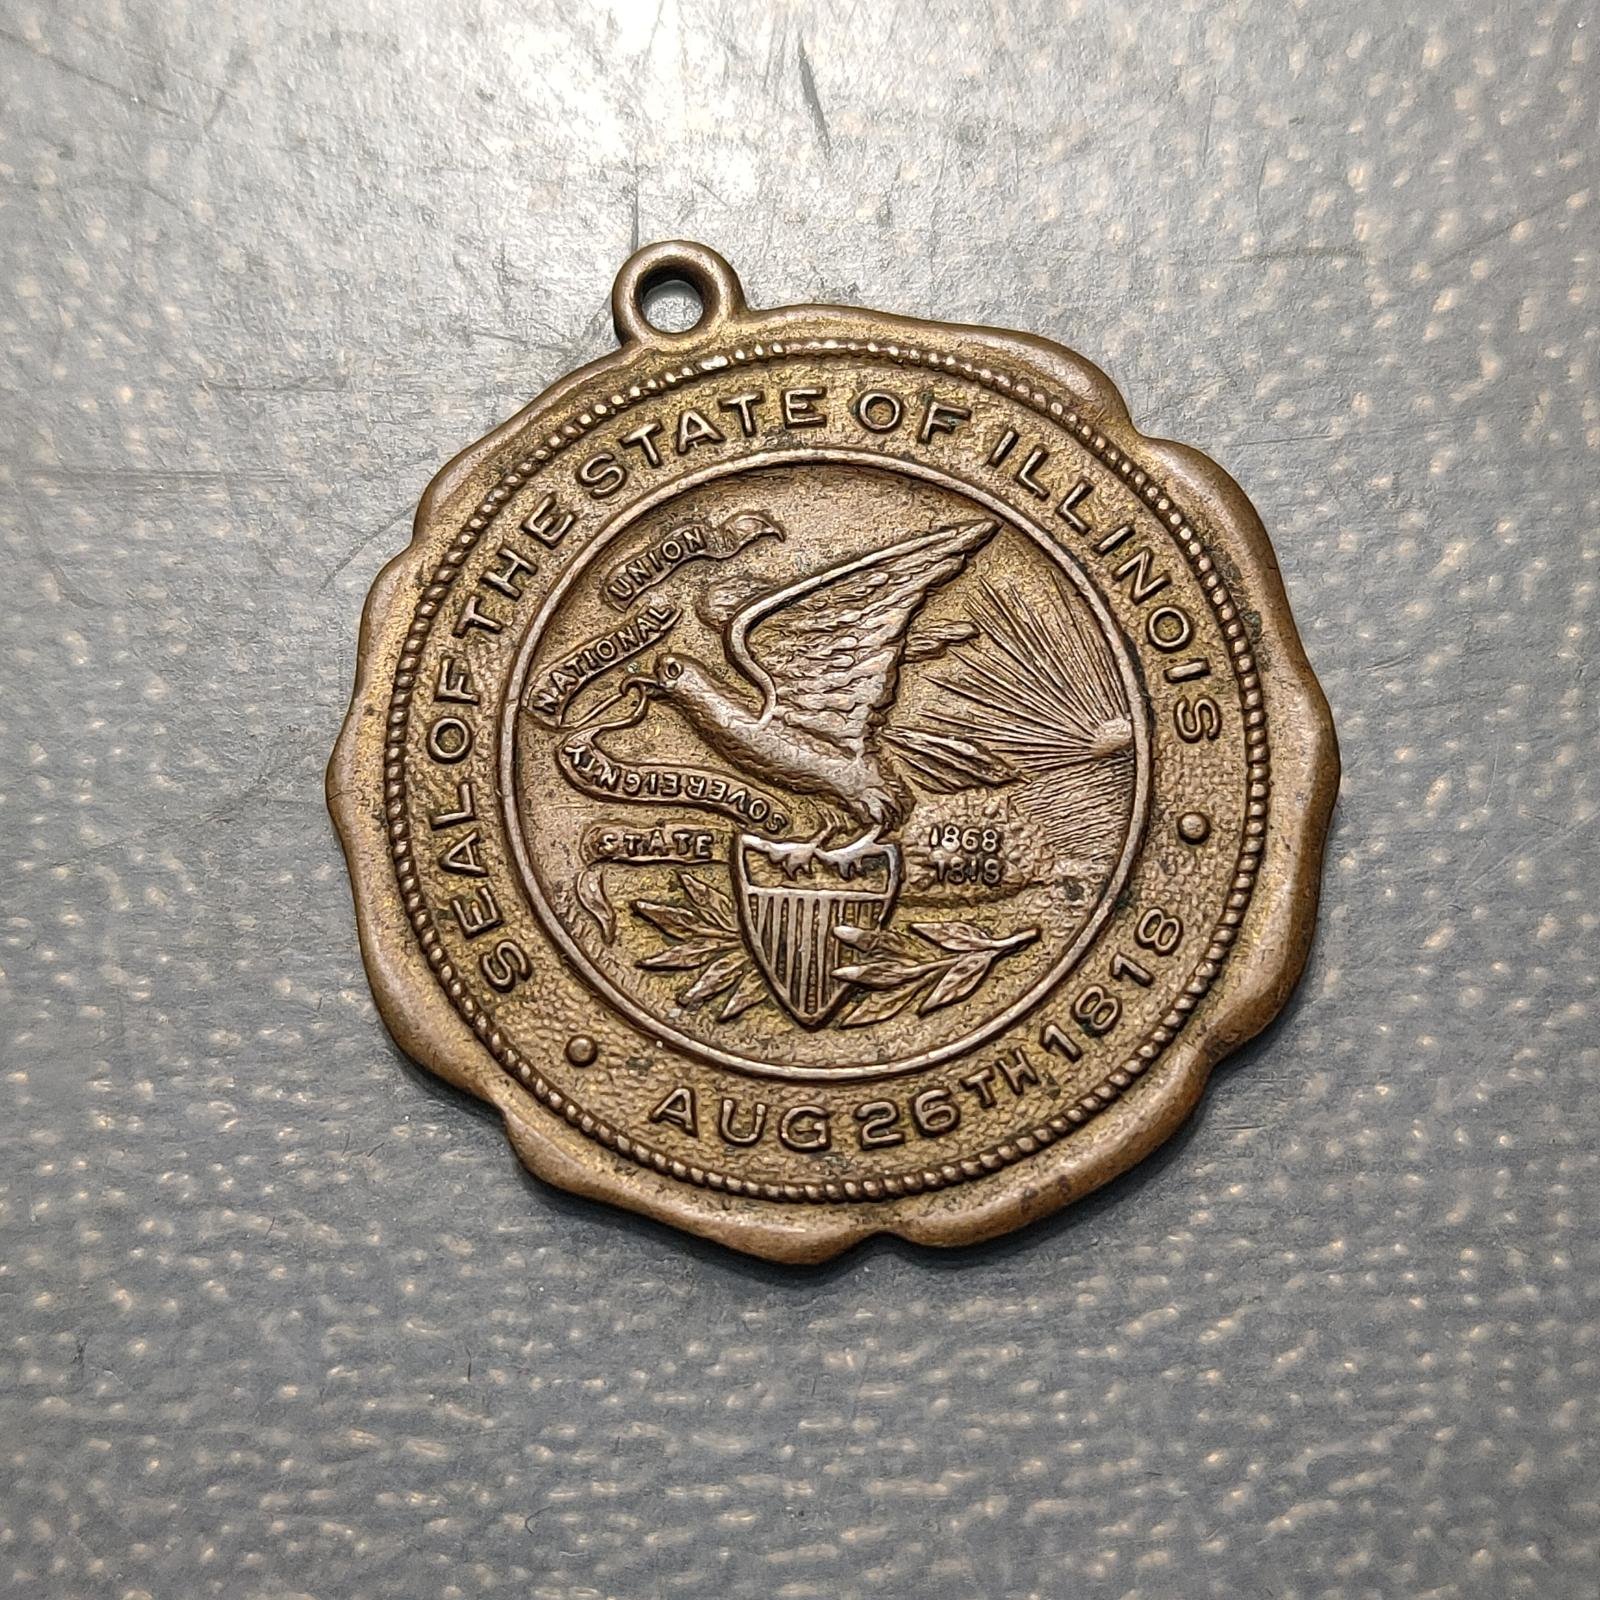 SEAL OF THE STATE OF ILLINOIS
AUG 26TH 1818
UNION
NATIONAL
SOVEREIGNTY
STATE
1868
1818